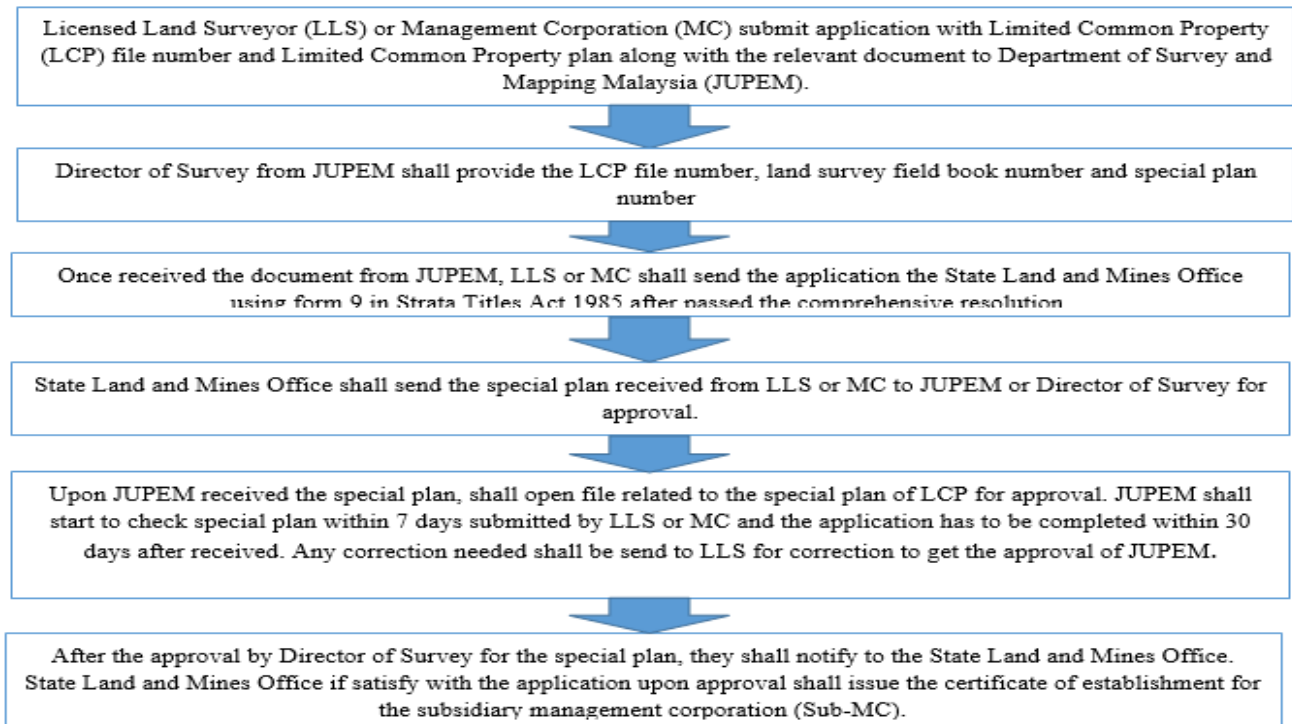 Licensed Land Surveyor (LLS) or Management Corporation (MC) submit application with Limited Common Property
(LCP) file number and Limited Common Property plan along with the relevant document to Department of Survey and
Mapping Malaysia (JUPEM).
Director of Survey from JUPEM shall provide the LCP file number, land survey field book number and special plan
number
Once received the document from JUPEM, LLS or MC shall send the application the State Land and Mines Office
using form 9 in Strata Titles Act 1985 after passed the comprehensive resolution
State Land and Mines Office shall send the special plan received from LLS or MC to JUPEM or Director of Survey for
approval.
Upon JUPEM received the special plan, shall open file related to the special plan of LCP for approval. JUPEM shall
start to check special plan within 7 days submitted by LLS or MC and the application has to be completed within 30
days after received. Any correction needed shall be send to LLS for correction to get the approval of JUPEM.
After the approval by Director of Survey for the special plan, they shall notify to the State Land and Mines Office.
State Land and Mines Office if satisfy with the application upon approval shall issue the certificate of establishment for
the subsidiary management corporation (Sub-MC).